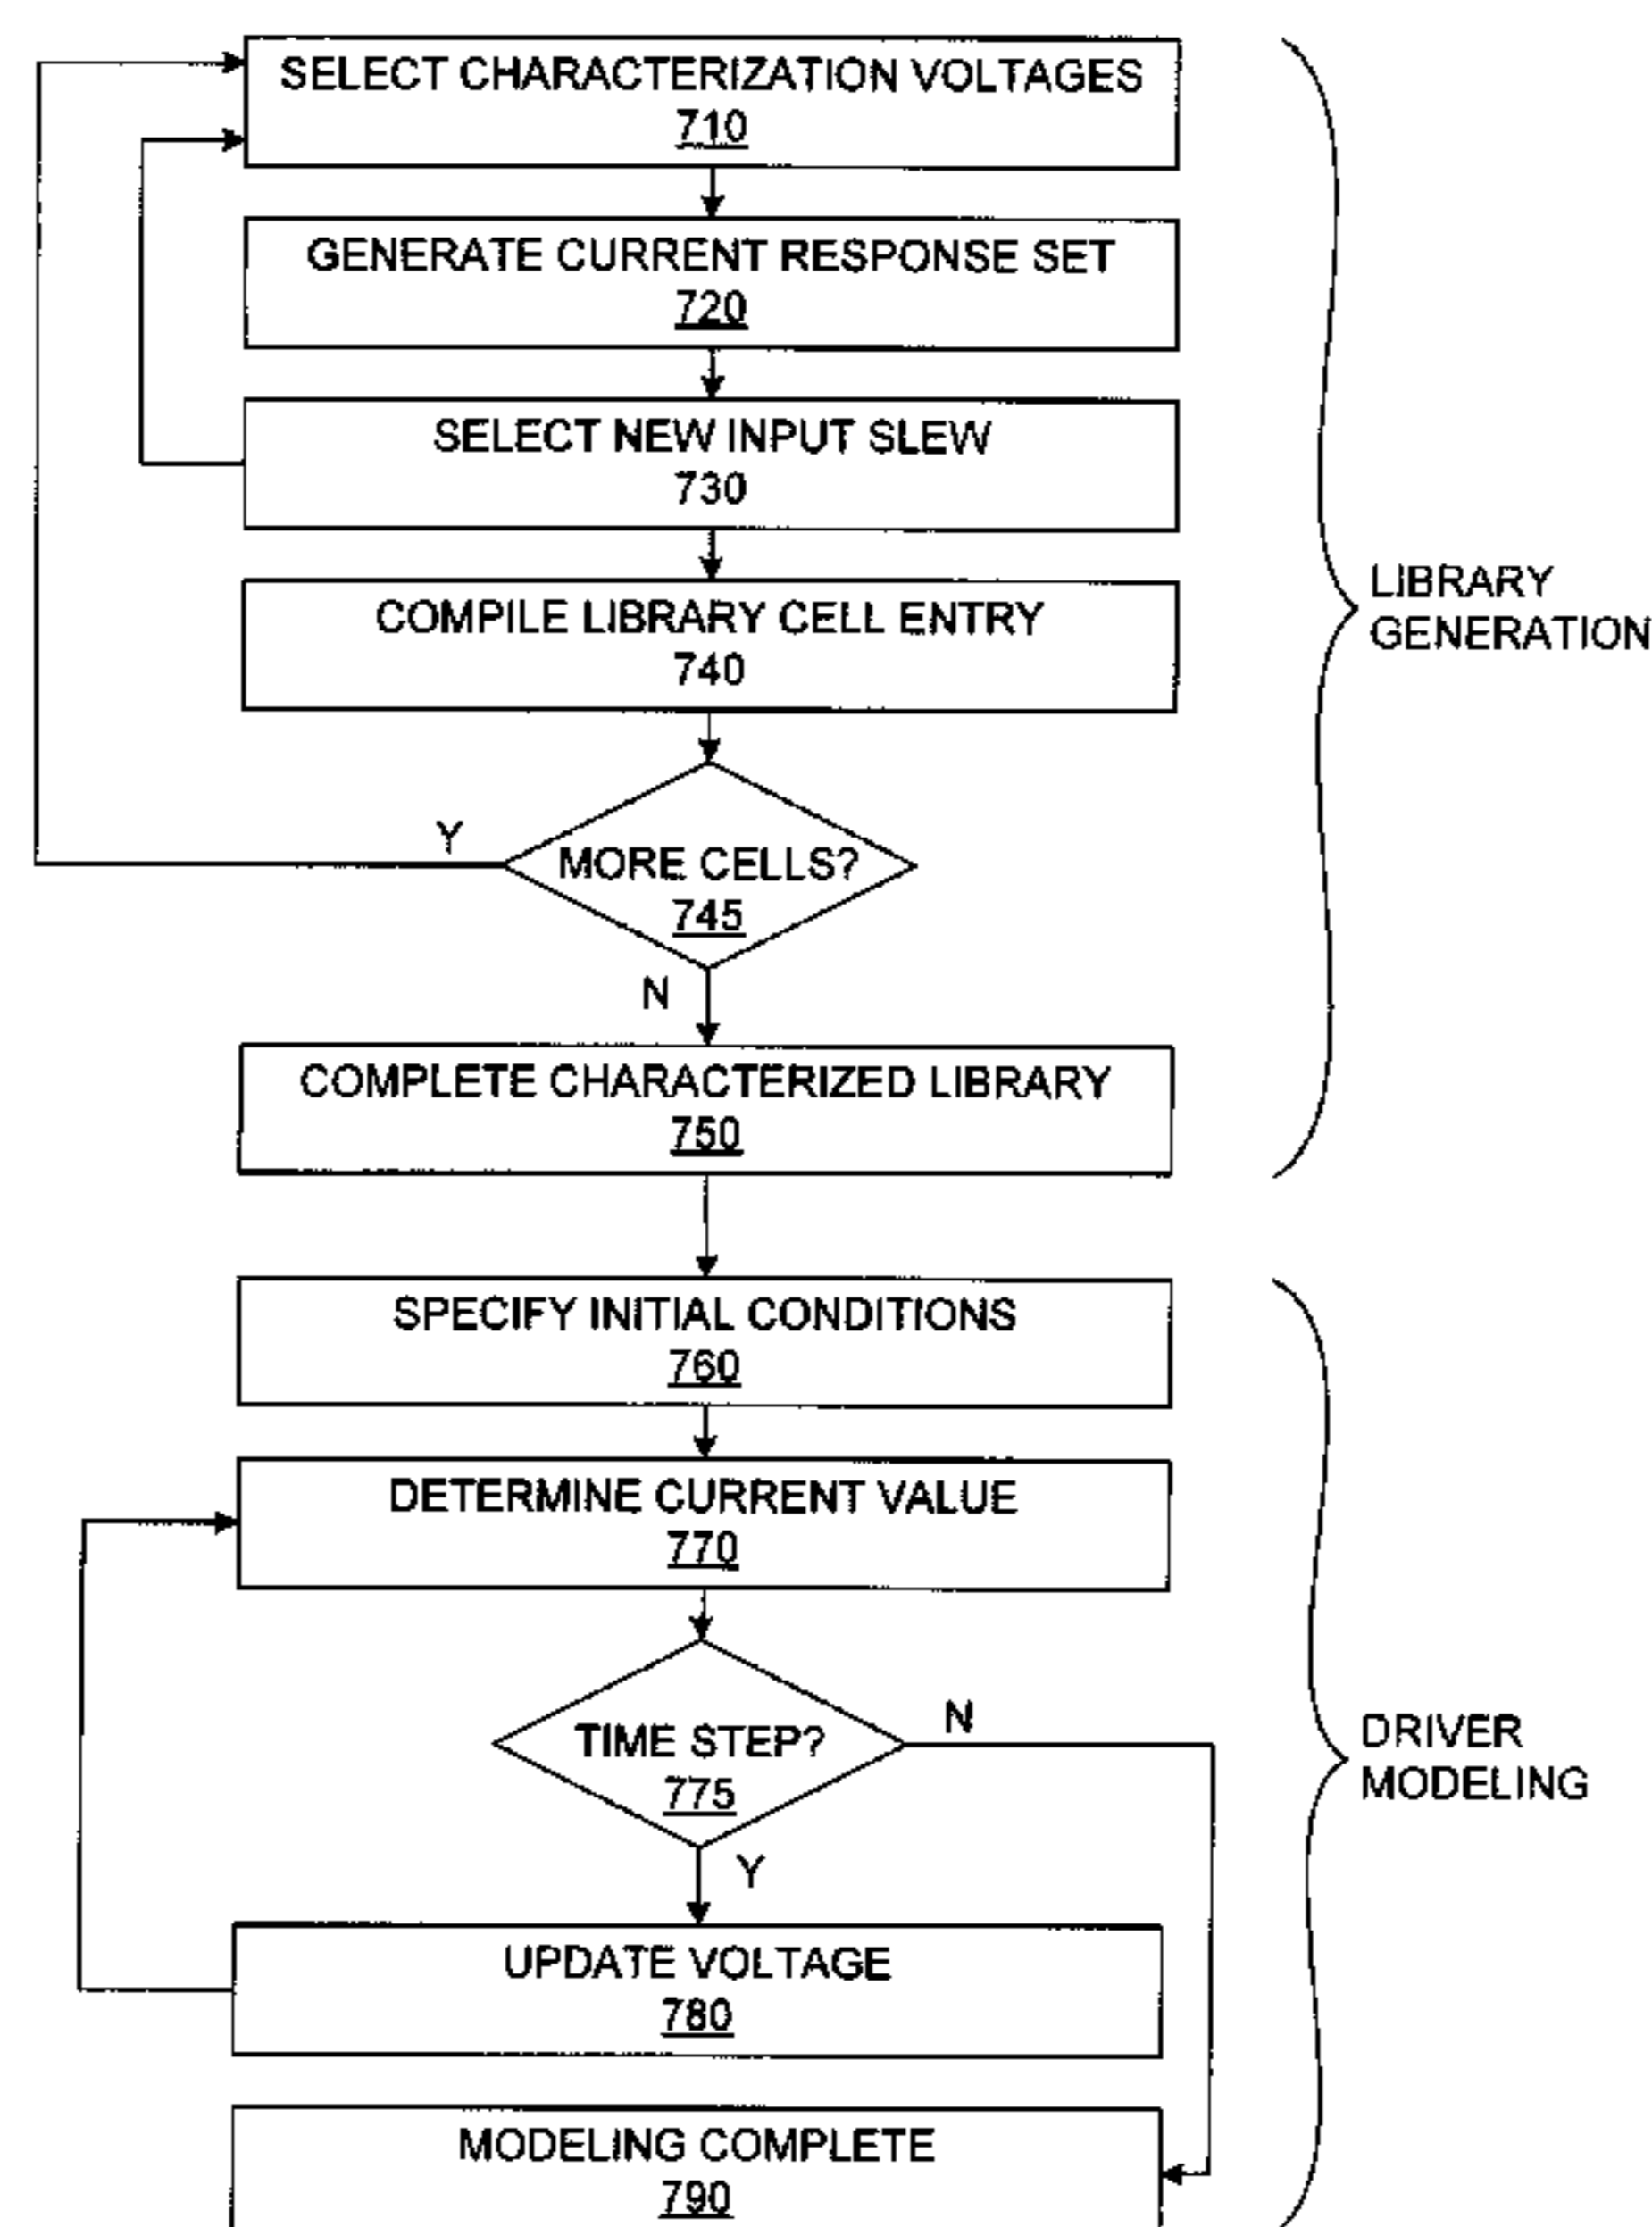 SELECT CHARACTERIZATION VOLTAGES
710
GENERATE CURRENT RESPONSE SET
720
SELECT NEW INPUT SLEW
730
COMPILE LIBRARY CELL ENTRY
740
LIBRARY
GENERATION
Y
MORE CELLS?
745
N
COMPLETE CHARACTERIZED LIBRARY
750
SPECIFY INITIAL CONDITIONS
760
DETERMINE CURRENT VALUE
770
TIME STEP?
775
N
DRIVER
MODELING
Y
UPDATE VOLTAGE
780
MODELING COMPLETE
790